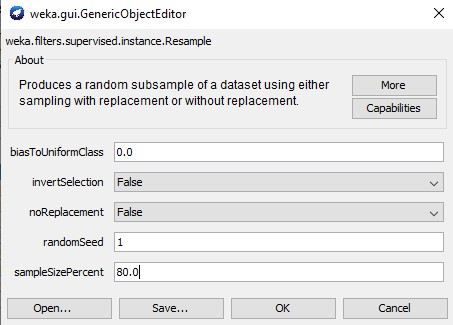 weka.gui.GenericObjectEditor
weka.filters.supervised.instance.Resample
About
Produces a random subsample of a dataset using either
sampling with replacement or without replacement.
More
Capabilities
biasToUniformClass 0.0
invertSelection False
noReplacement False
randomSeed 1
sampleSizePercent 80.0
Open... Save... OK Cancel